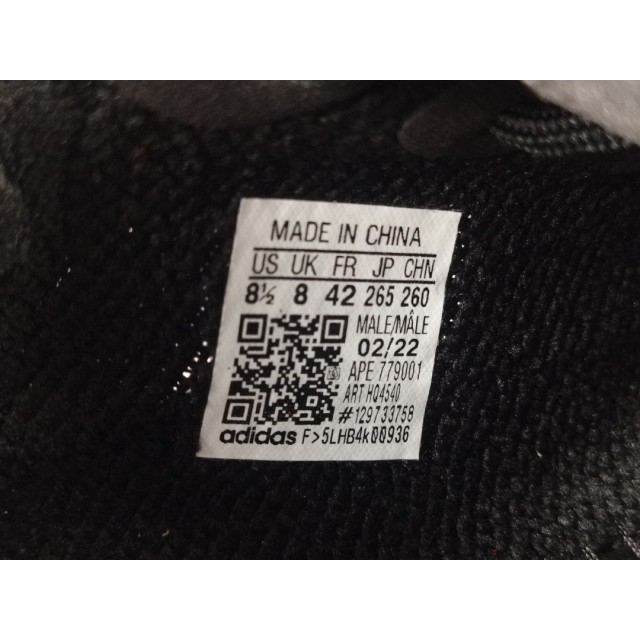 MADE IN CHINA
US UK FR JP CHN
8½ 8 42 265 260
MALE/MÂLE
02/22
APE 779001
ART HQ4540
#129733758
adidas F>5LHB4k00936